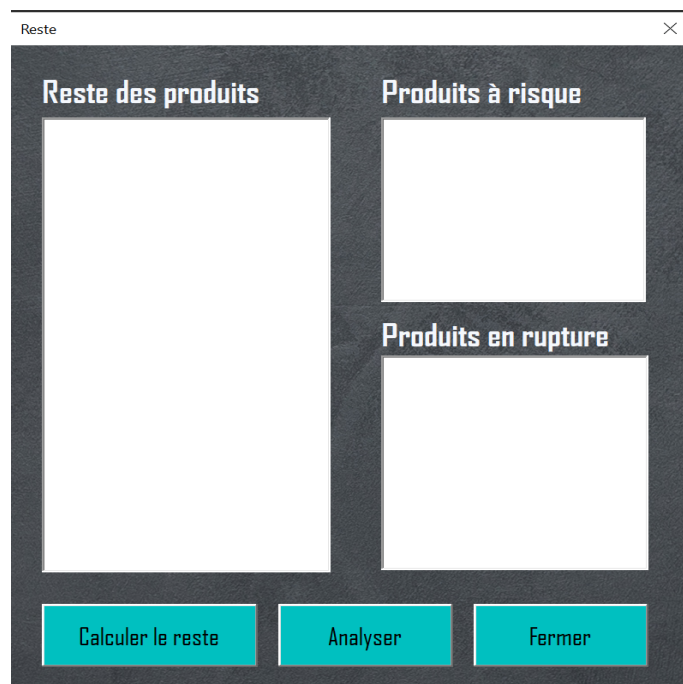 Reste
Reste des produits
Produits à risque
Produits en rupture
Calculer le reste
Analyser
Fermer